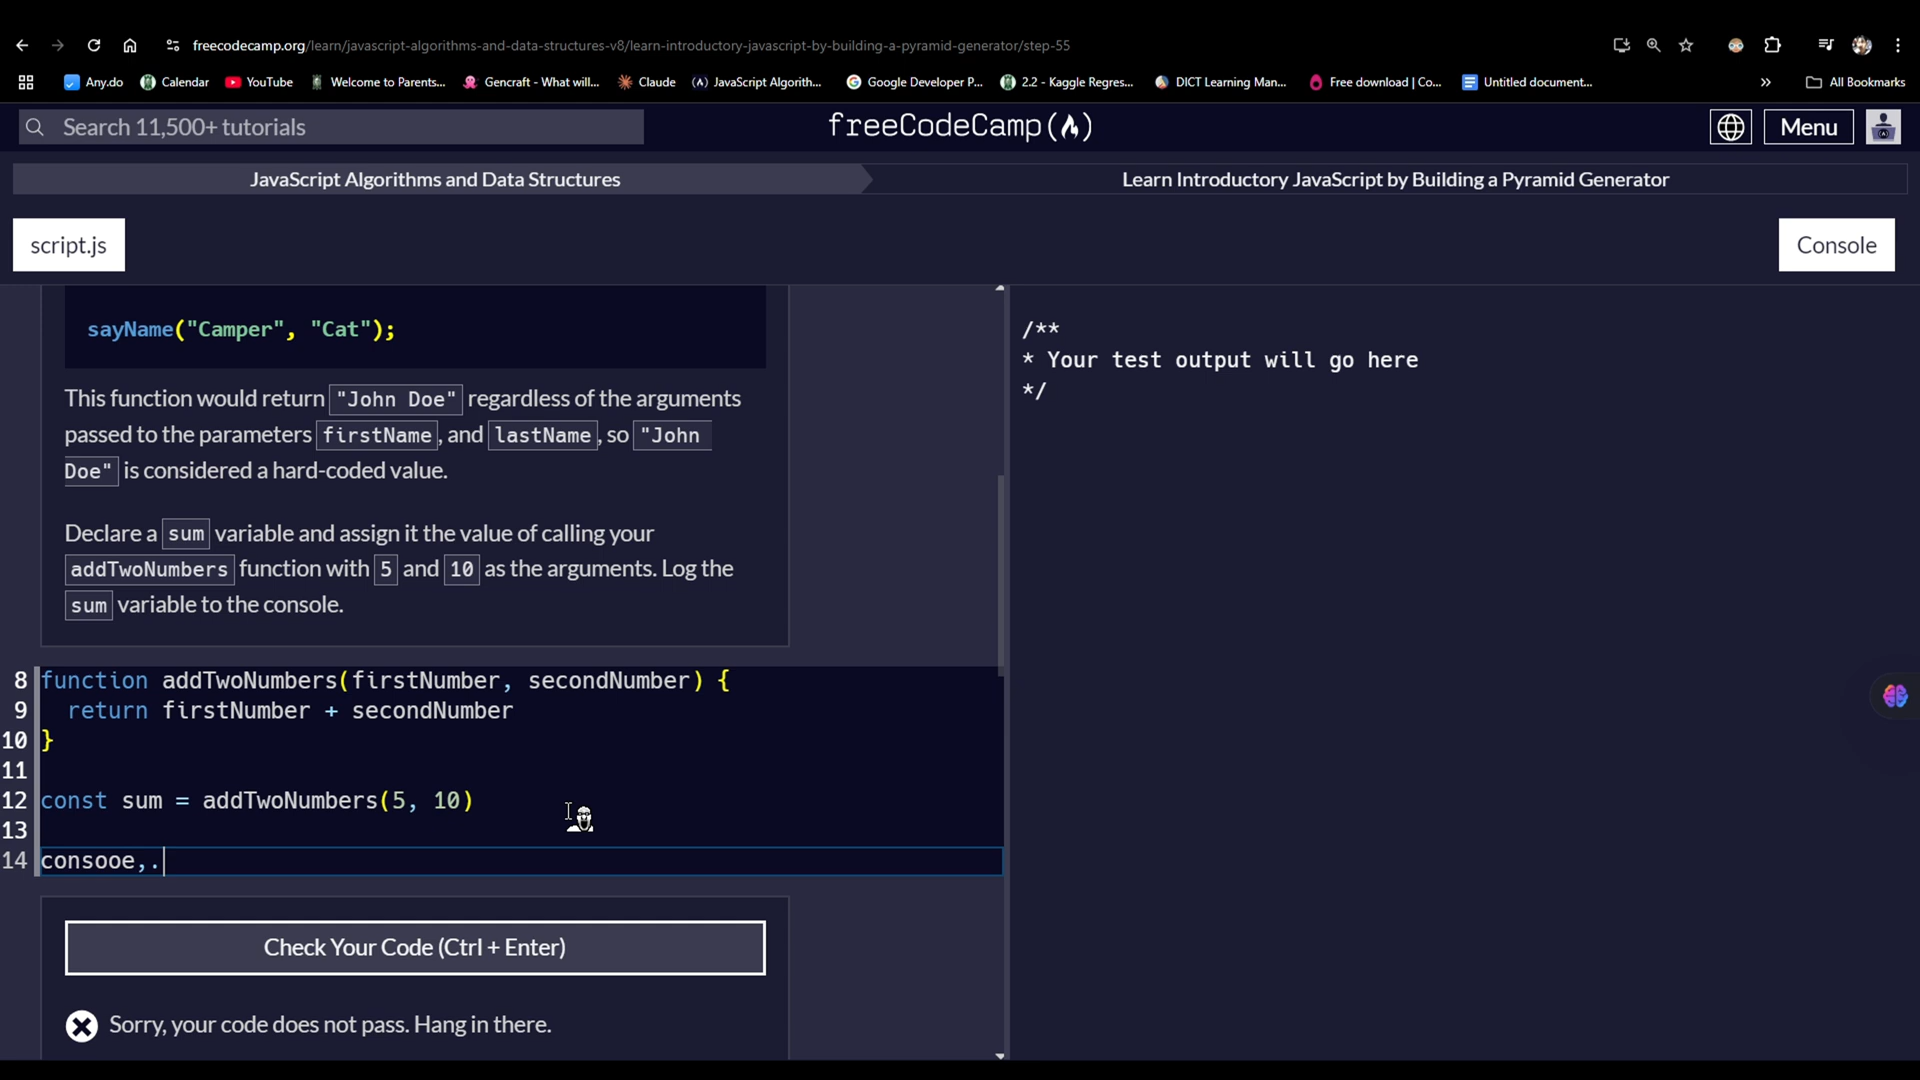 freecodecamp.org/learn/javascript-algorithms-and-data-structures-v8/learn-introductory-javascript-by-building-a-pyramid-generator/step-55
Any.do Calendar YouTube Welcome to Parents... Gencraft - What will... Claude JavaScript Algorith... Google Developer P... 2.2 - Kaggle Regres... DICT Learning Man... Free download | Co... Untitled document... » All Bookmarks
Search 11,500+ tutorials freeCodeCamp Menu
JavaScript Algorithms and Data Structures Learn Introductory JavaScript by Building a Pyramid Generator
script.js Console
sayName("Camper", "Cat");
This function would return "John Doe" regardless of the arguments
passed to the parameters firstName, and lastName, so "John
Doe" is considered a hard-coded value.
Declare a sum variable and assign it the value of calling your
addTwoNumbers function with 5 and 10 as the arguments. Log the
sum variable to the console.
8 function addTwoNumbers(firstNumber, secondNumber) {
9 return firstNumber + secondNumber
10 }
11
12 const sum = addTwoNumbers(5, 10)
13
14 consooe,.
Check Your Code (Ctrl + Enter)
Sorry, your code does not pass. Hang in there.
/**
* Your test output will go here
*/